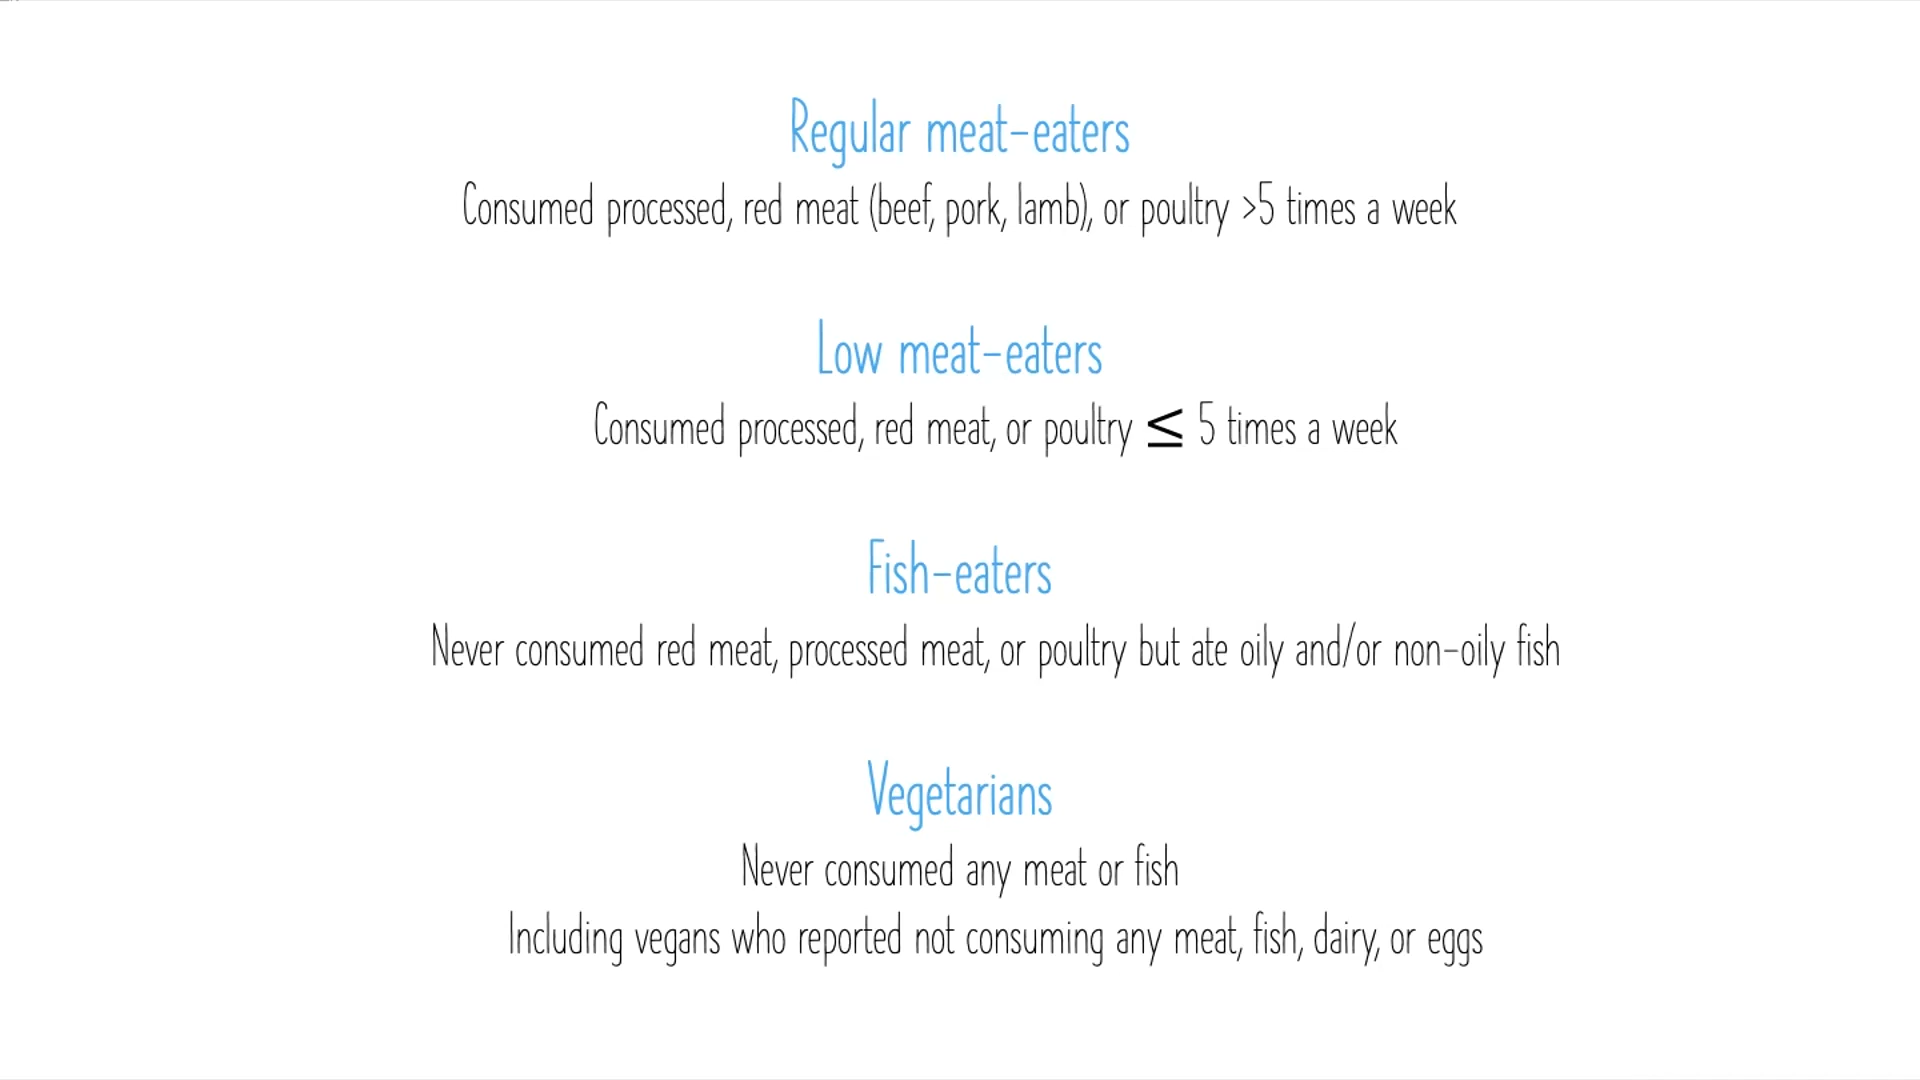 Regular meat-eaters
Consumed processed, red meat (beef, pork, lamb), or poultry >5 times a week
Low meat-eaters
Consumed processed, red meat, or poultry ≤ 5 times a week
Fish-eaters
Never consumed red meat, processed meat, or poultry but ate oily and/or non-oily fish
Vegetarians
Never consumed any meat or fish
Including vegans who reported not consuming any meat, fish, dairy, or eggs